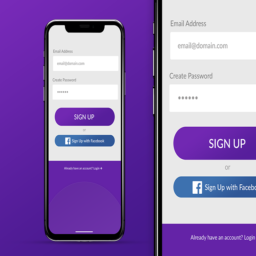 Email Address
email@domain.com
Create Password
******
SIGN UP
or
Sign Up with Facebook
Already have an account? Login
Email Address
email@domain.com
Create Password
******
SIGN UP
or
Sign Up with Facebo
Already have an account? Login